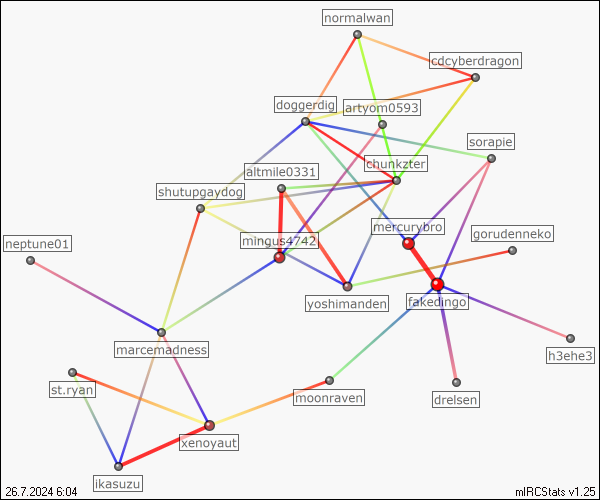 normalwan
cdcyberdragon
doggerdig
artyom0593
sorapie
chunkzter
altmile0331
shutupgaydog
mercurybro
gorudenneko
neptune01
mingus4742
yoshimanden
fakedingo
marcemadness
h3ehe3
st.ryan
moonraven
drelsen
xenoyaut
ikasuzu
26.7.2024 6:04
mIRCStats v1.25